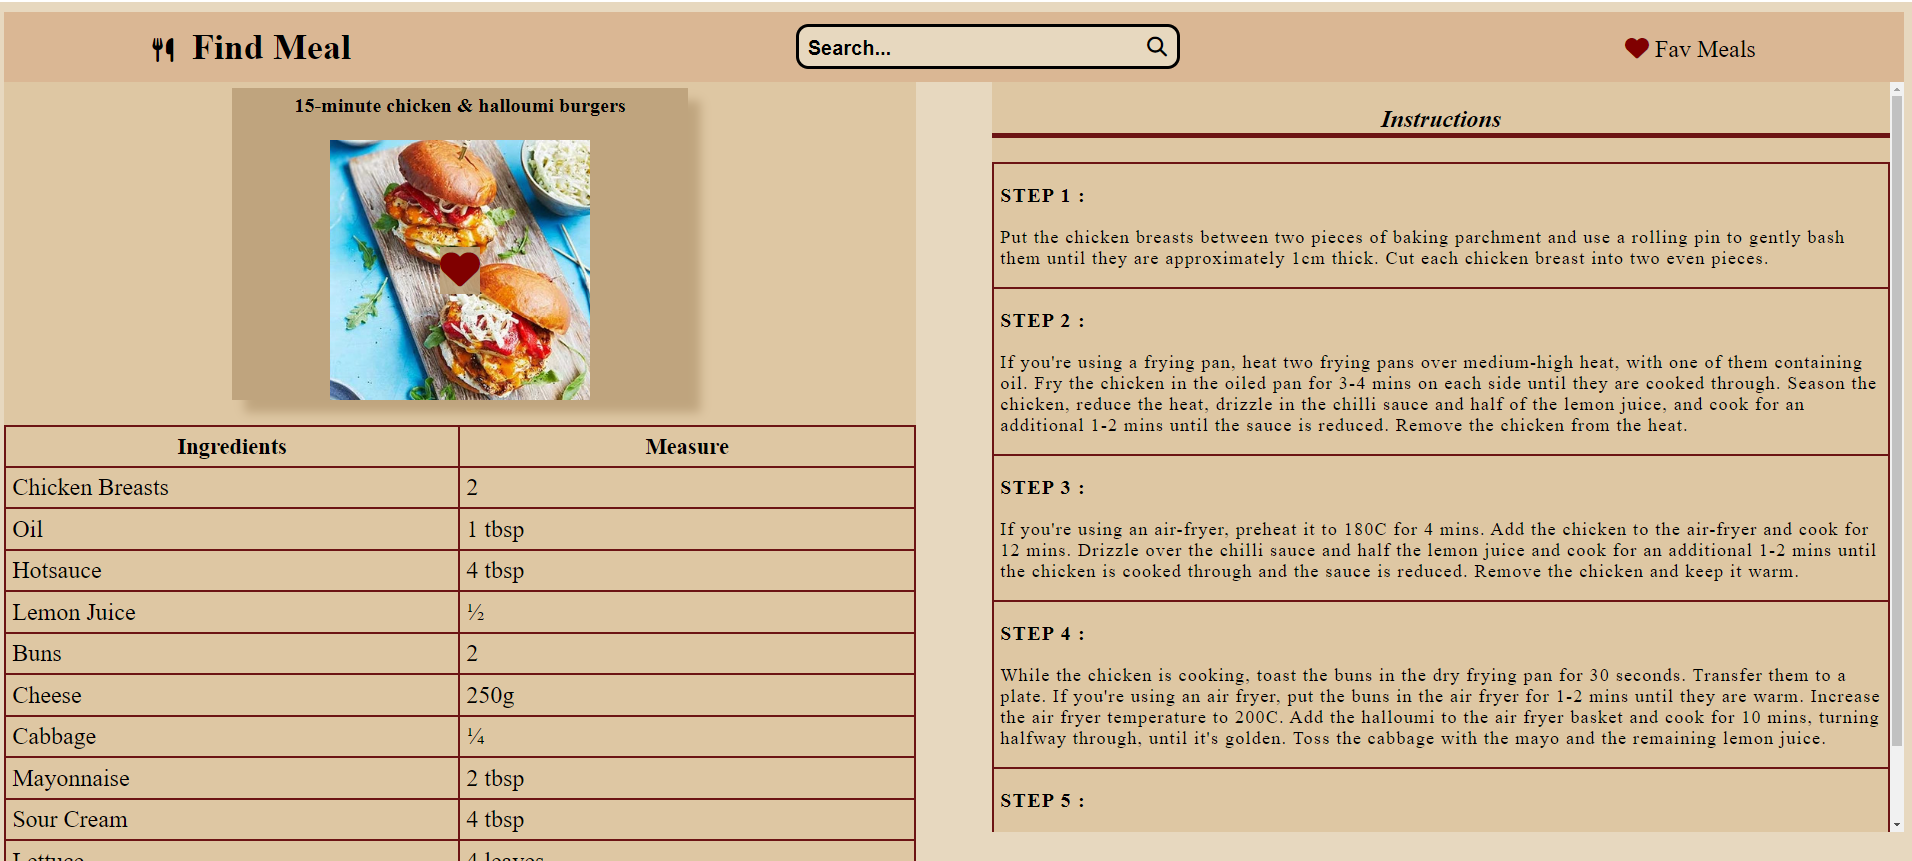 Find Meal
Search...
Fav Meals
15-minute chicken & halloumi burgers
Ingredients Measure
Chicken Breasts 2
Oil 1 tbsp
Hotsauce 4 tbsp
Lemon Juice ½
Buns 2
Cheese 250g
Cabbage ¼
Mayonnaise 2 tbsp
Sour Cream 4 tbsp
Lettuce 4 leaves
Instructions
STEP 1 :
Put the chicken breasts between two pieces of baking parchment and use a rolling pin to gently bash
them until they are approximately 1cm thick. Cut each chicken breast into two even pieces.
STEP 2 :
If you're using a frying pan, heat two frying pans over medium-high heat, with one of them containing
oil. Fry the chicken in the oiled pan for 3-4 mins on each side until they are cooked through. Season the
chicken, reduce the heat, drizzle in the chilli sauce and half of the lemon juice, and cook for an
additional 1-2 mins until the sauce is reduced. Remove the chicken from the heat.
STEP 3 :
If you're using an air-fryer, preheat it to 180C for 4 mins. Add the chicken to the air-fryer and cook for
12 mins. Drizzle over the chilli sauce and half the lemon juice and cook for an additional 1-2 mins until
the chicken is cooked through and the sauce is reduced. Remove the chicken and keep it warm.
STEP 4 :
While the chicken is cooking, toast the buns in the dry frying pan for 30 seconds. Transfer them to a
plate. If you're using an air fryer, put the buns in the air fryer for 1-2 mins until they are warm. Increase
the air fryer temperature to 200C. Add the halloumi to the air fryer basket and cook for 10 mins, turning
halfway through, until it's golden. Toss the cabbage with the mayo and the remaining lemon juice.
STEP 5 :